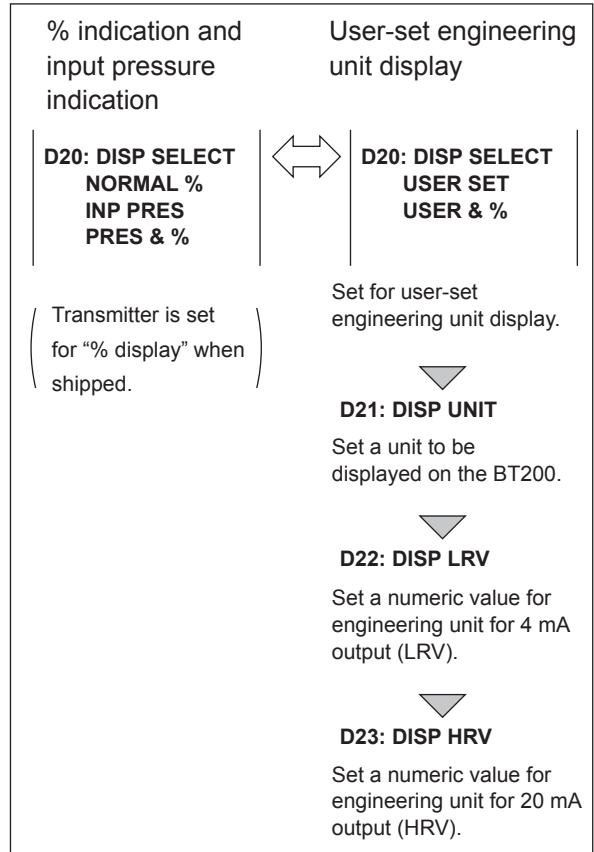 % indication and
input pressure
indication
D20: DISP SELECT
NORMAL %
INP PRES
PRES & %
Transmitter is set
for “% display” when
shipped.
User-set engineering
unit display
D20: DISP SELECT
USER SET
USER & %
Set for user-set
engineering unit display.
D21: DISP UNIT
Set a unit to be
displayed on the BT200.
D22: DISP LRV
Set a numeric value for
engineering unit for 4 mA
output (LRV).
D23: DISP HRV
Set a numeric value for
engineering unit for 20 mA
output (HRV).